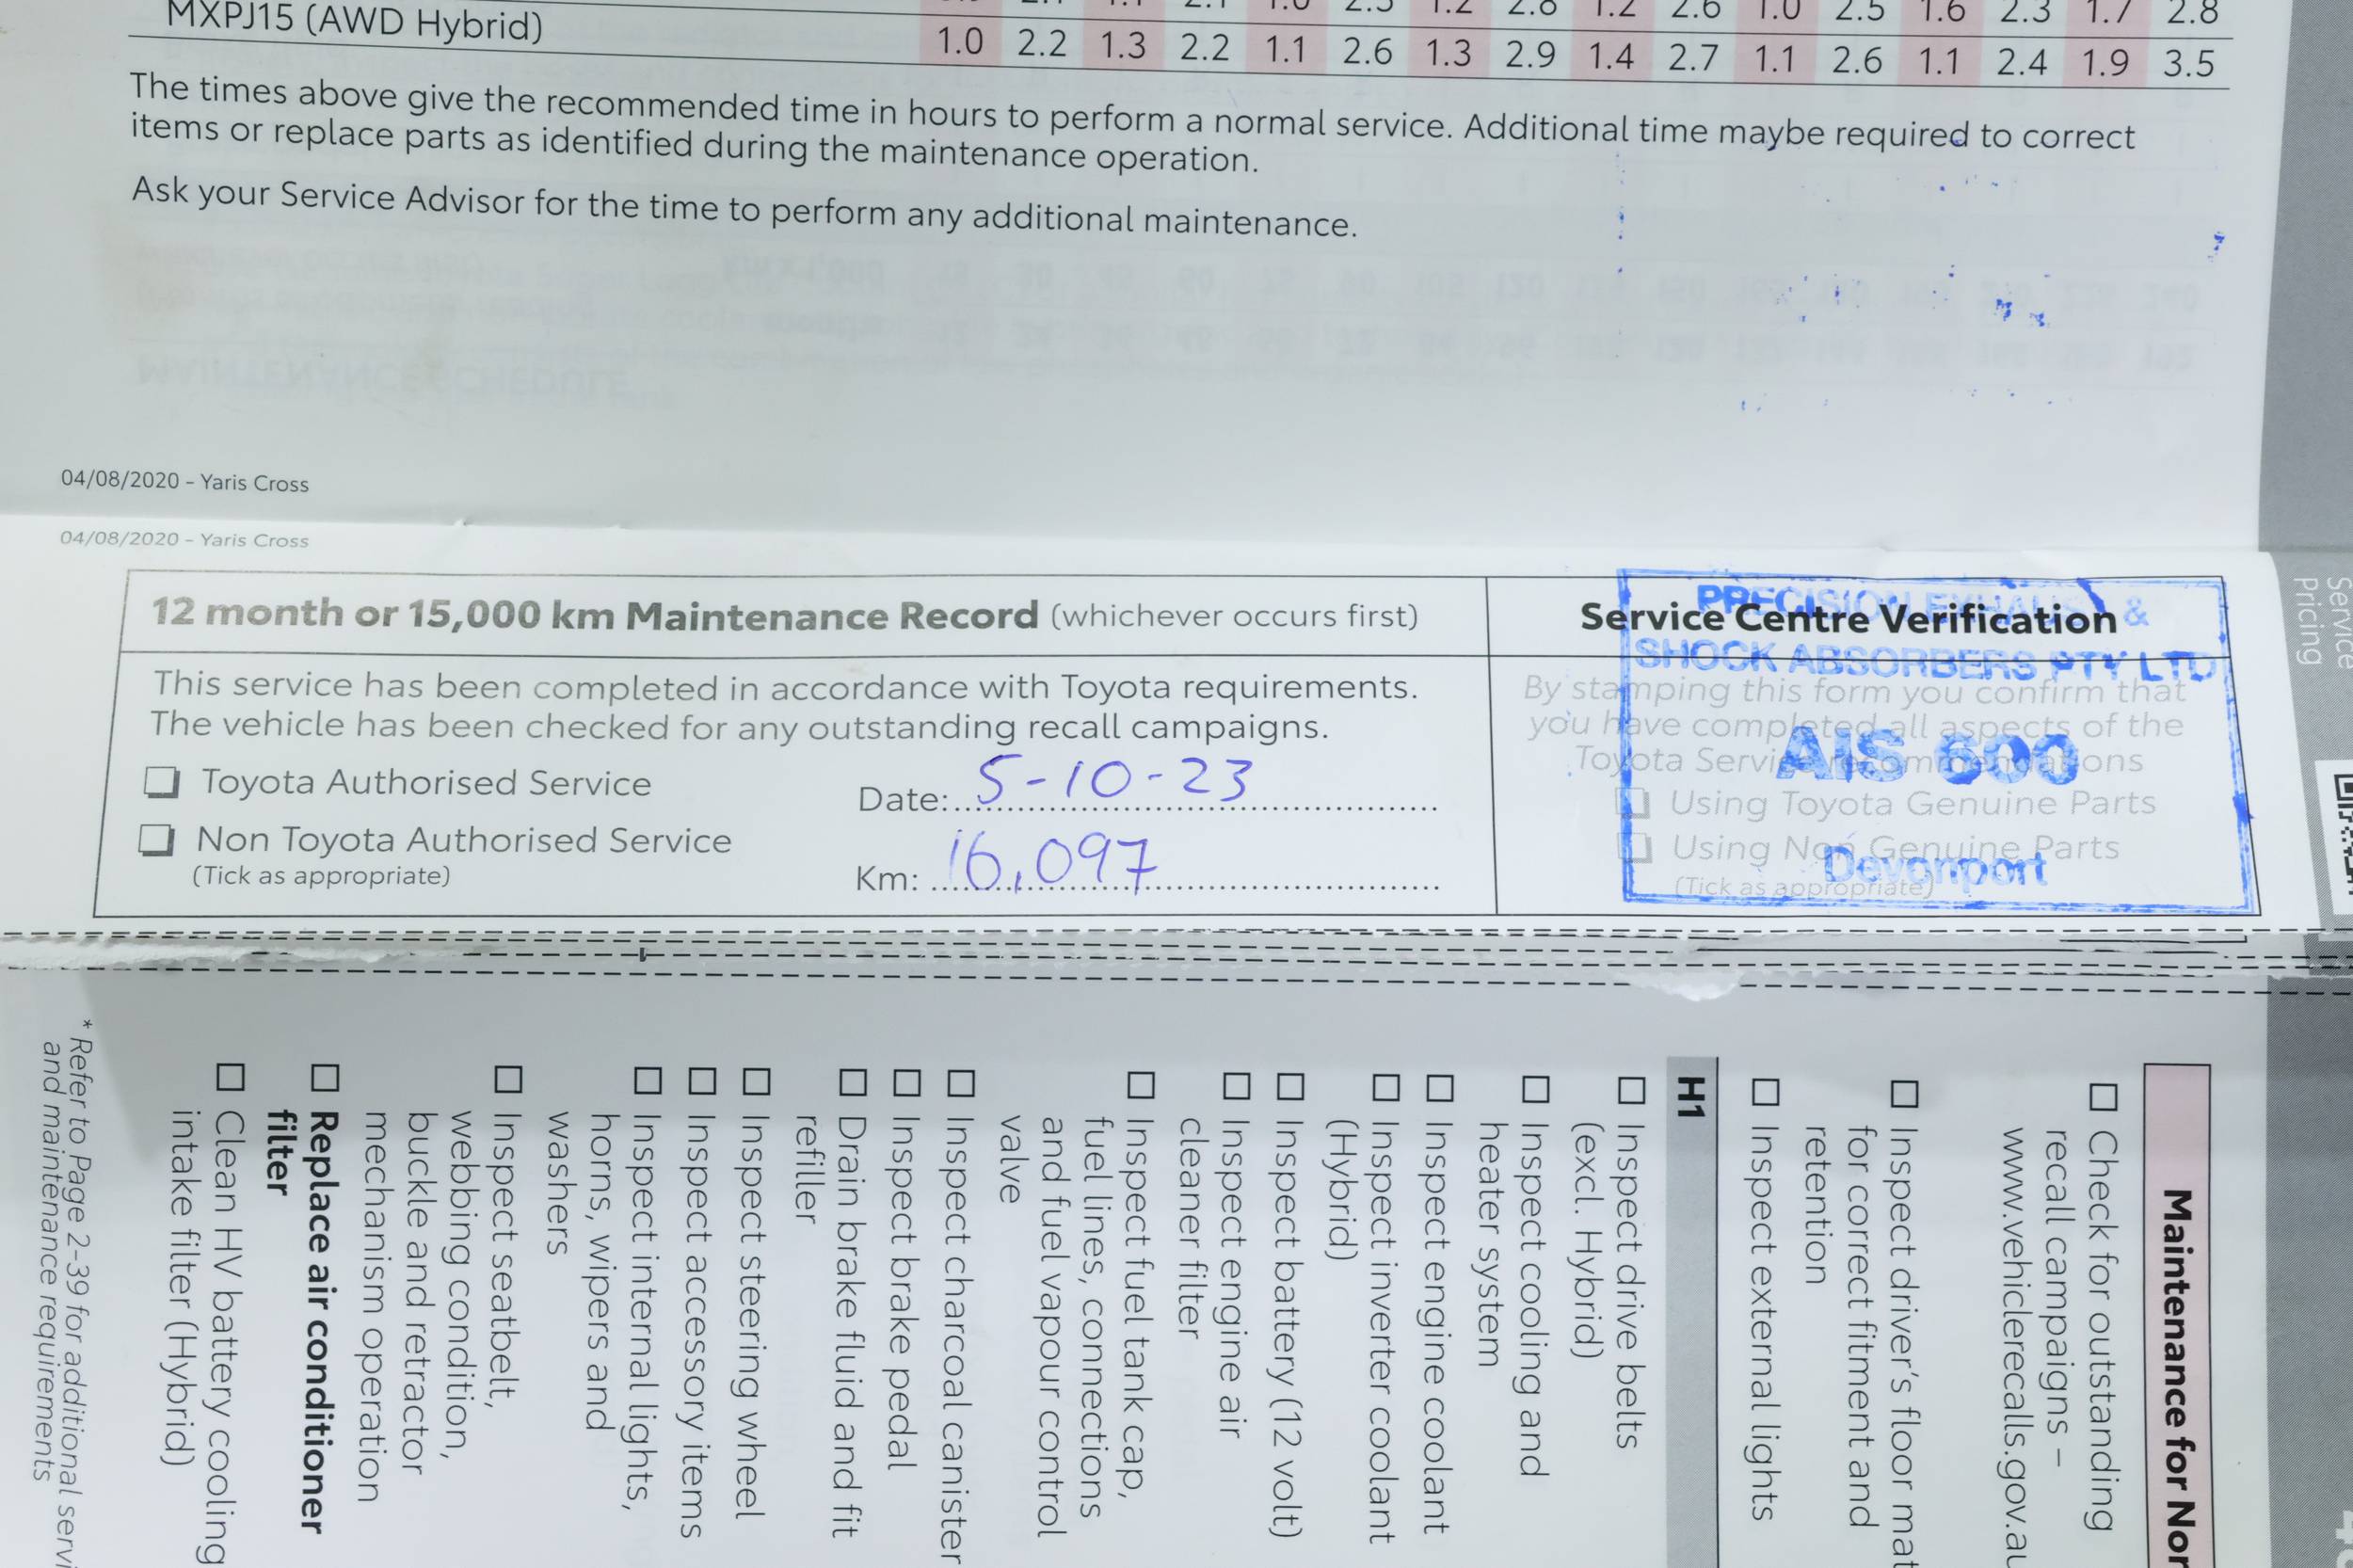 MXPJ15 (AWD Hybrid)
1.0 2.2 1.3 2.2 1.1 2.6 1.3 2.9 1.4 2.7 1.1 2.6 1.1 2.4 1.9 3.5
The times above give the recommended time in hours to perform a normal service. Additional time maybe required to correct
items or replace parts as identified during the maintenance operation.
Ask your Service Advisor for the time to perform any additional maintenance.
04/08/2020 - Yaris Cross
04/08/2020 - Yaris Cross
12 month or 15,000 km Maintenance Record (whichever occurs first)
This service has been completed in accordance with Toyota requirements.
The vehicle has been checked for any outstanding recall campaigns.
❏ Toyota Authorised Service
❏ Non Toyota Authorised Service
(Tick as appropriate)
Date: 5-10-23
Km: 16,097
Service Centre Verification
By stamping this form you confirm that
you have completed all aspects of the
Toyota Service recommendations
❏ Using Toyota Genuine Parts
❏ Using Non Genuine Parts
(Tick as appropriate)
PRECISION EXHAUST &
SHOCK ABSORBERS PTY LTD
AIS 600
Devonport
Service
Pricing
Maintenance for Nor
☐ Check for outstanding
recall campaigns –
www.vehiclerecalls.gov.au
☐ Inspect driver's floor mat
for correct fitment and
retention
☐ Inspect external lights
H1
☐ Inspect drive belts
(excl. Hybrid)
☐ Inspect cooling and
heater system
☐ Inspect engine coolant
☐ Inspect inverter coolant
(Hybrid)
☐ Inspect battery (12 volt)
☐ Inspect engine air
cleaner filter
☐ Inspect fuel tank cap,
fuel lines, connections
and fuel vapour control
valve
☐ Inspect charcoal canister
☐ Inspect brake pedal
☐ Drain brake fluid and fit
refiller
☐ Inspect steering wheel
☐ Inspect accessory items
☐ Inspect internal lights,
horns, wipers and
washers
☐ Inspect seatbelt,
webbing condition,
buckle and retractor
mechanism operation
☐ Replace air conditioner
filter
☐ Clean HV battery cooling
intake filter (Hybrid)
* Refer to Page 2-39 for additional servi
and maintenance requirements